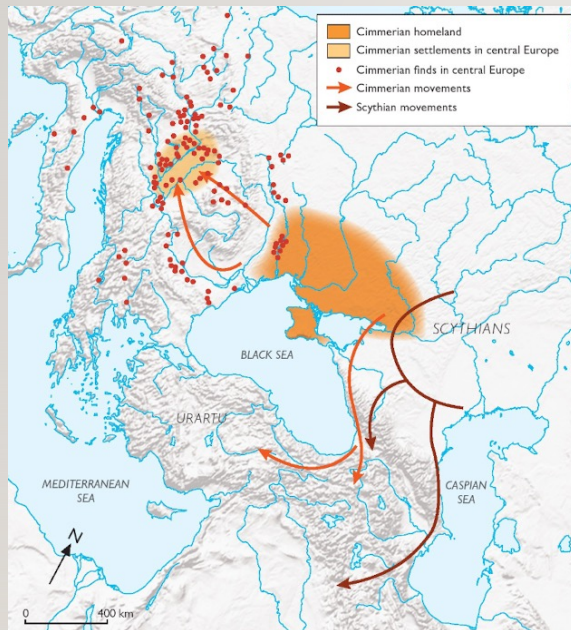 Cimmerian homeland
Cimmerian settlements in central Europe
Cimmerian finds in central Europe
Cimmerian movements
Scythian movements
SCYTHIANS
BLACK SEA
URARTU
MEDITERRANEAN
SEA
CASPIAN
SEA
N
0 400 km